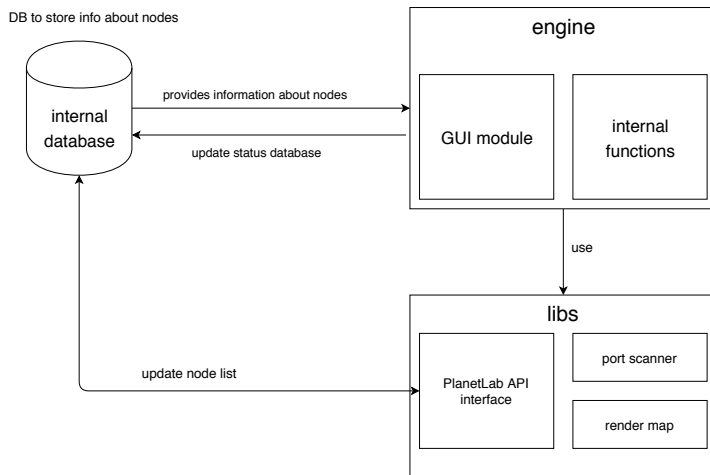 DB to store info about nodes
internal
database
provides information about nodes
update status database
engine
GUI module
internal
functions
use
libs
PlanetLab API
interface
port scanner
render map
update node list